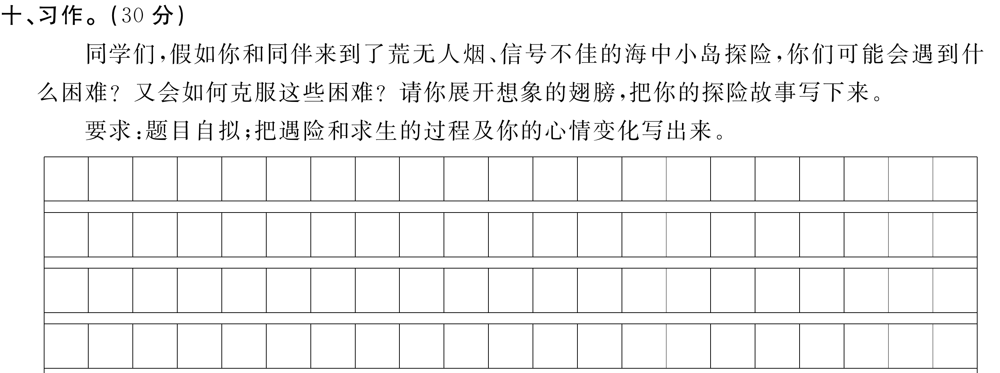 十、习作。(30 分)
同学们,假如你和同伴来到了荒无人烟、信号不佳的海中小岛探险,你们可能会遇到什
么困难? 又会如何克服这些困难? 请你展开想象的翅膀,把你的探险故事写下来。
要求:题目自拟;把遇险和求生的过程及你的心情变化写出来。